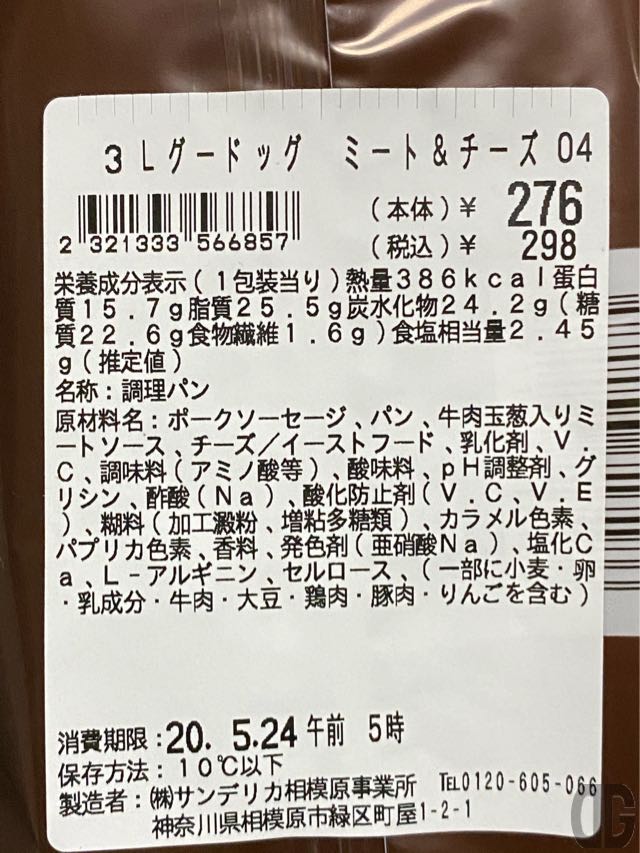 3Lグードッグ ミート&チーズ 04
(本体)¥ 276
2 321333 566857
(税込)¥ 298
栄養成分表示(1包装当り)熱量386kcal蛋白
質15.7g脂質25.5g炭水化物24.2g(糖
質22.6g食物繊維1.6g)食塩相当量2.45
g(推定値)
名称:調理パン
原材料名:ポークソーセージ、パン、牛肉玉葱入りミ
ートソース、チーズ/イーストフード、乳化剤、V.
C、調味料(アミノ酸等)、酸味料、pH調整剤、グ
リシン、酢酸(Na)、酸化防止剤(V.C、V.E
)、糊料(加工澱粉、増粘多糖類)、カラメル色素、
パプリカ色素、香料、発色剤(亜硝酸Na)、塩化C
a、L-アルギニン、セルロース、(一部に小麦・卵
・乳成分・牛肉・大豆・鶏肉・豚肉・りんごを含む)
消費期限:20. 5.24 午前 5時
保存方法:10℃以下
製造者:(株)サンデリカ相模原事業所 TEL0120-605-066
神奈川県相模原市緑区町屋1-2-1